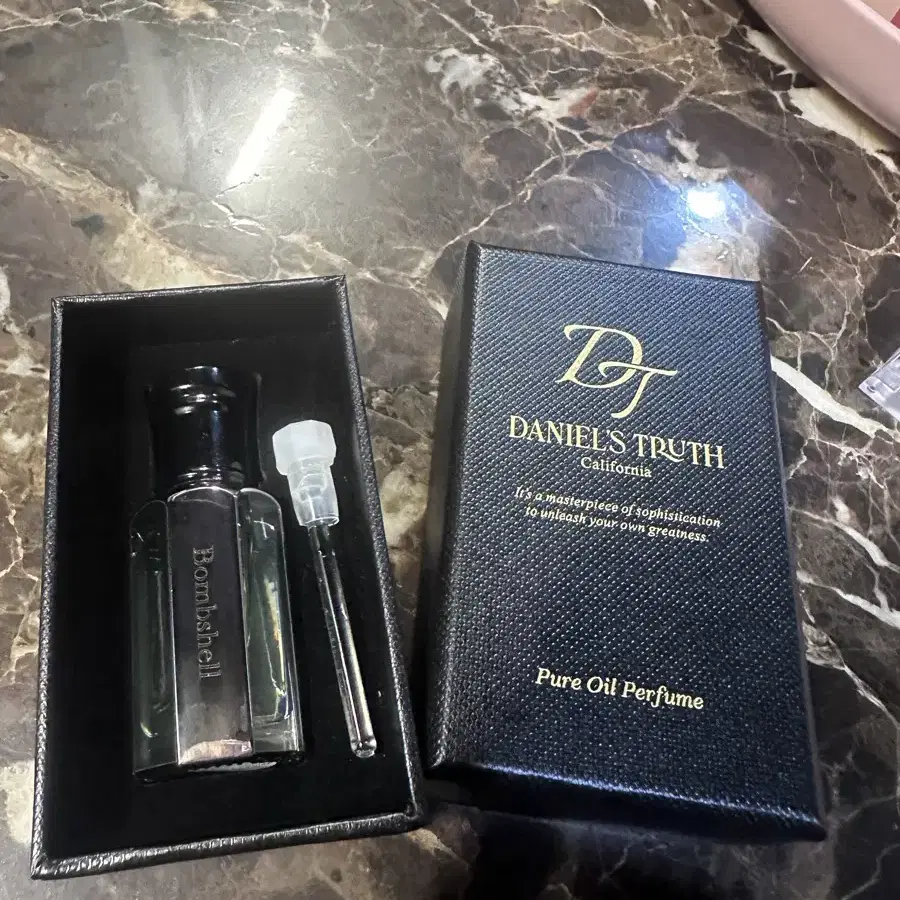 Bombshell
DT
DANIEL'S TRUTH
California
It's a masterpiece of sophistication
to unleash your own greatness.
Pure Oil Perfume